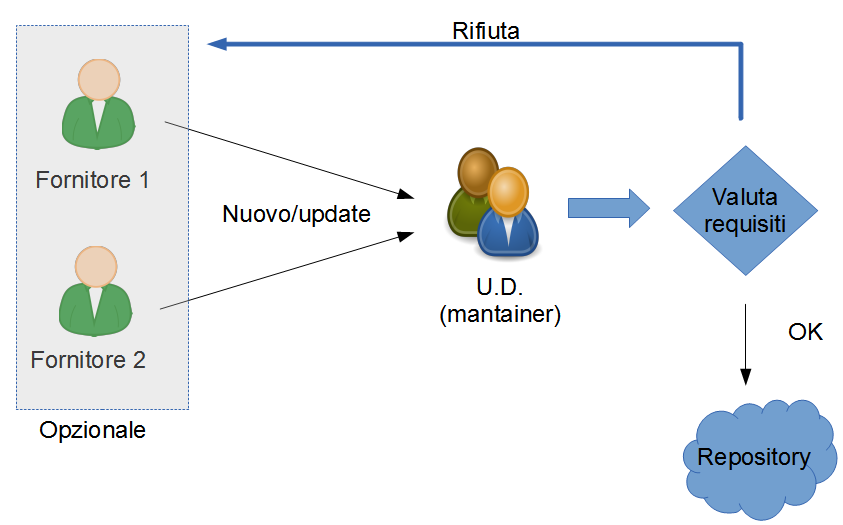 Rifiuta
Fornitore 1
Nuovo/update
Valuta
requisiti
U.D.
(mantainer)
OK
Fornitore 2
Opzionale
Repository